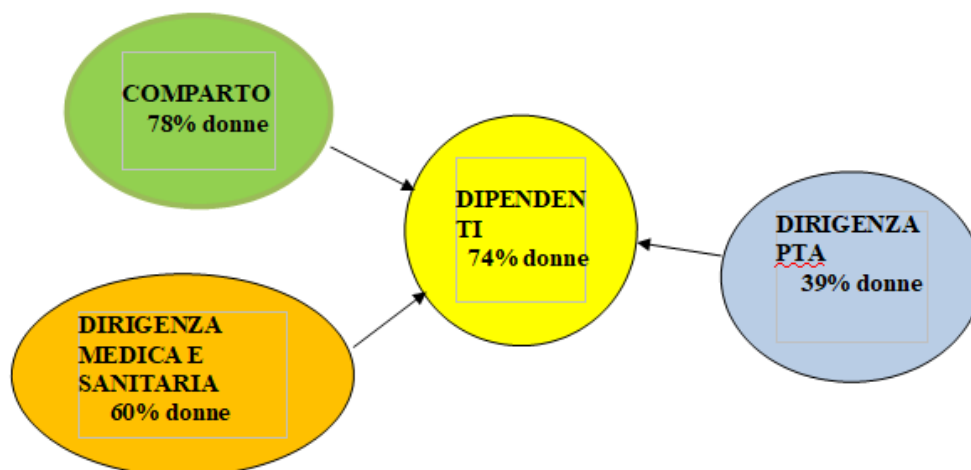 COMPARTO
78% donne
DIPENDEN
TI
74% donne
DIRIGENZA
PTA
39% donne
DIRIGENZA
MEDICA E
SANITARIA
60% donne